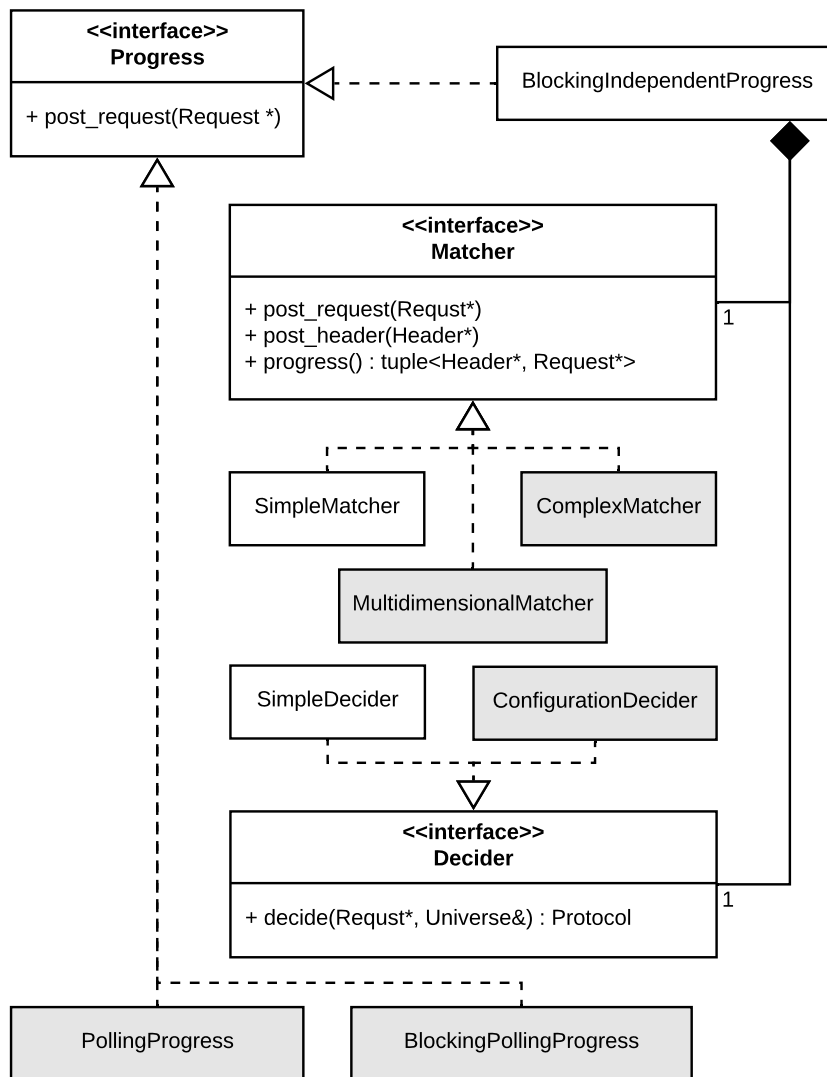 <<interface>>
Progress
+ post_request(Request *)
BlockingIndependentProgress
<<interface>>
Matcher
+ post_request(Requst*)
+ post_header(Header*)
+ progress() : tuple<Header*, Request*>
1
SimpleMatcher
ComplexMatcher
MultidimensionalMatcher
SimpleDecider
ConfigurationDecider
<<interface>>
Decider
+ decide(Requst*, Universe&) : Protocol
1
PollingProgress
BlockingPollingProgress